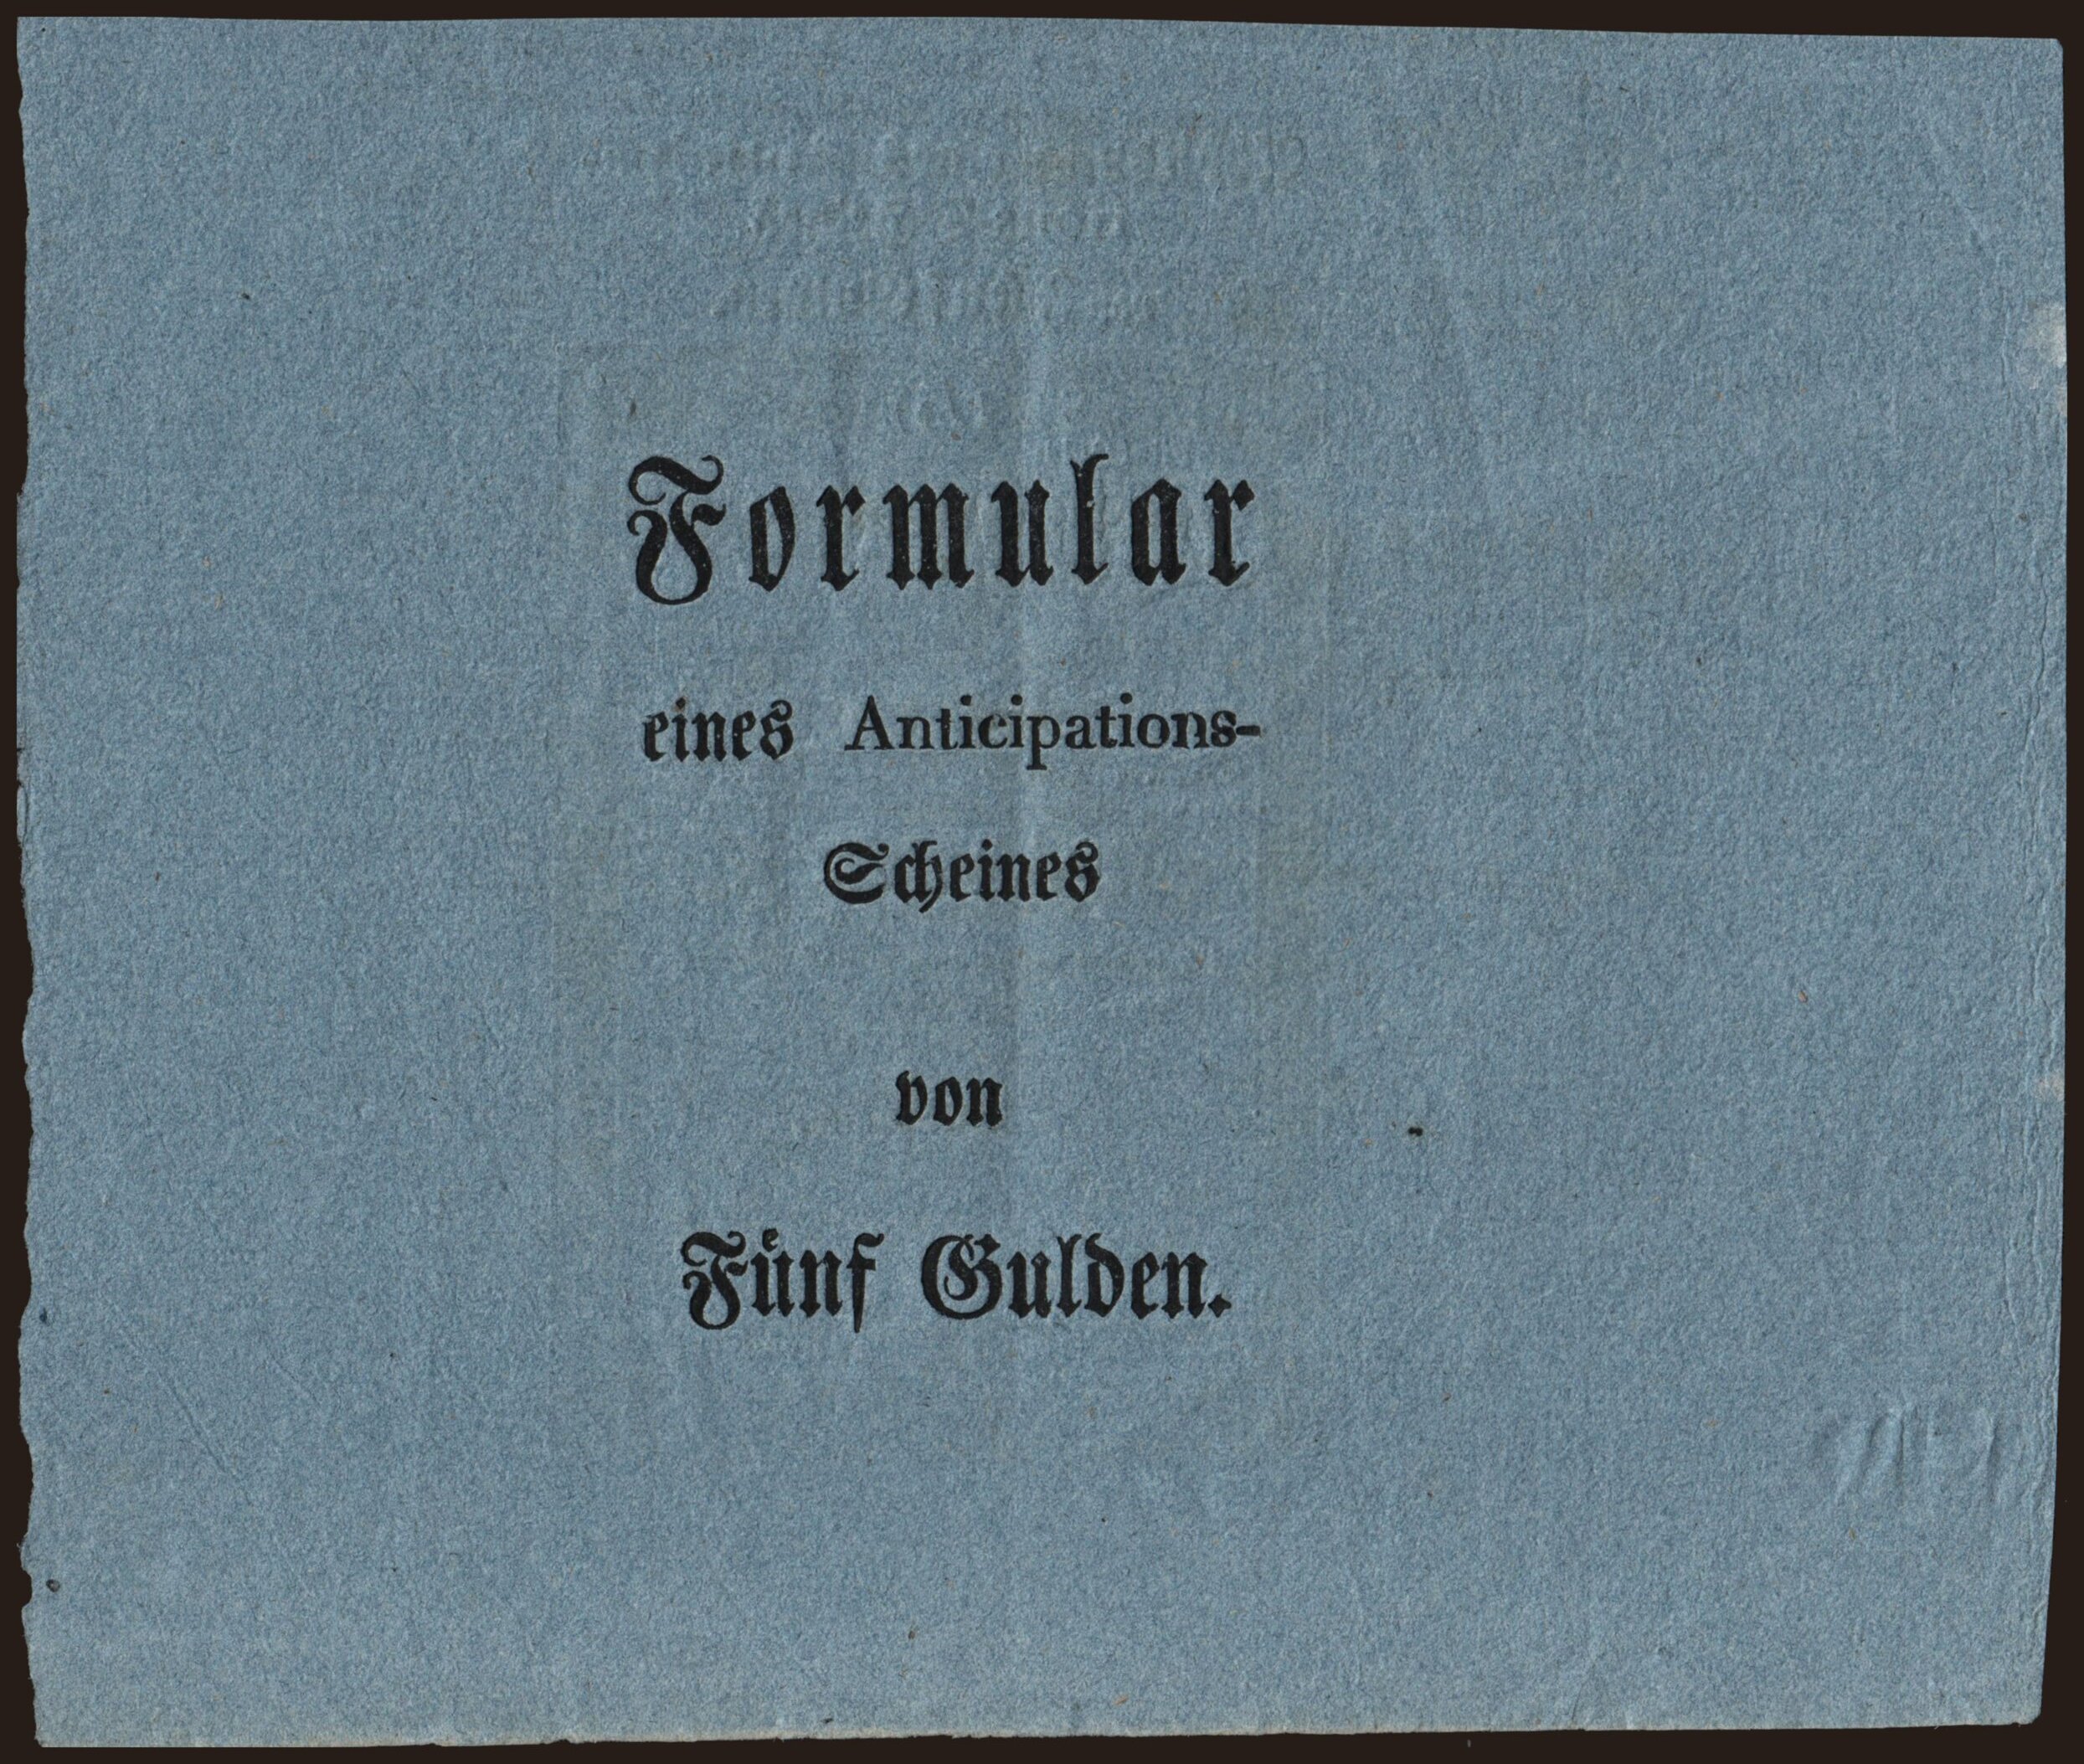 Formular
eines Anticipations-
Scheines
von
Fünf Gulden.